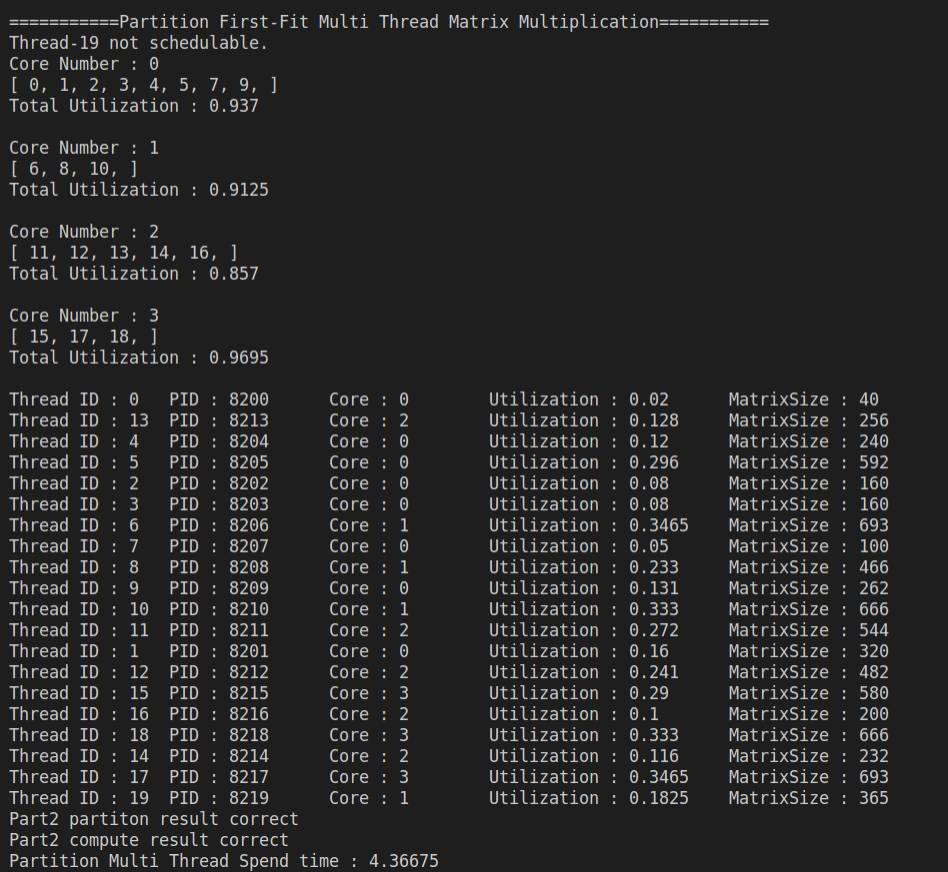 ===========Partition First-Fit Multi Thread Matrix Multiplication===========
Thread-19 not schedulable.
Core Number : 0
[ 0, 1, 2, 3, 4, 5, 7, 9, ]
Total Utilization : 0.937
Core Number : 1
[ 6, 8, 10, ]
Total Utilization : 0.9125
Core Number : 2
[ 11, 12, 13, 14, 16, ]
Total Utilization : 0.857
Core Number : 3
[ 15, 17, 18, ]
Total Utilization : 0.9695
Thread ID : 0   PID : 8200      Core : 0        Utilization : 0.02      MatrixSize : 40
Thread ID : 13  PID : 8213      Core : 2        Utilization : 0.128     MatrixSize : 256
Thread ID : 4   PID : 8204      Core : 0        Utilization : 0.12      MatrixSize : 240
Thread ID : 5   PID : 8205      Core : 0        Utilization : 0.296     MatrixSize : 592
Thread ID : 2   PID : 8202      Core : 0        Utilization : 0.08      MatrixSize : 160
Thread ID : 3   PID : 8203      Core : 0        Utilization : 0.08      MatrixSize : 160
Thread ID : 6   PID : 8206      Core : 1        Utilization : 0.3465    MatrixSize : 693
Thread ID : 7   PID : 8207      Core : 0        Utilization : 0.05      MatrixSize : 100
Thread ID : 8   PID : 8208      Core : 1        Utilization : 0.233     MatrixSize : 466
Thread ID : 9   PID : 8209      Core : 0        Utilization : 0.131     MatrixSize : 262
Thread ID : 10  PID : 8210      Core : 1        Utilization : 0.333     MatrixSize : 666
Thread ID : 11  PID : 8211      Core : 2        Utilization : 0.272     MatrixSize : 544
Thread ID : 1   PID : 8201      Core : 0        Utilization : 0.16      MatrixSize : 320
Thread ID : 12  PID : 8212      Core : 2        Utilization : 0.241     MatrixSize : 482
Thread ID : 15  PID : 8215      Core : 3        Utilization : 0.29      MatrixSize : 580
Thread ID : 16  PID : 8216      Core : 2        Utilization : 0.1       MatrixSize : 200
Thread ID : 18  PID : 8218      Core : 3        Utilization : 0.333     MatrixSize : 666
Thread ID : 14  PID : 8214      Core : 2        Utilization : 0.116     MatrixSize : 232
Thread ID : 17  PID : 8217      Core : 3        Utilization : 0.3465    MatrixSize : 693
Thread ID : 19  PID : 8219      Core : 1        Utilization : 0.1825    MatrixSize : 365
Part2 partiton result correct
Part2 compute result correct
Partition Multi Thread Spend time : 4.36675